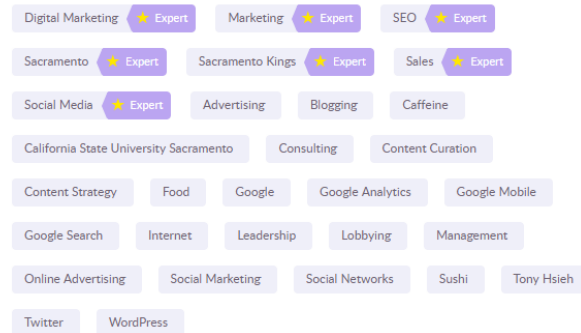 Digital Marketing Expert Marketing Expert SEO Expert
Sacramento Expert Sacramento Kings Expert Sales Expert
Social Media Expert Advertising Blogging Caffeine
California State University Sacramento Consulting Content Curation
Content Strategy Food Google Google Analytics Google Mobile
Google Search Internet Leadership Lobbying Management
Online Advertising Social Marketing Social Networks Sushi Tony Hsieh
Twitter WordPress